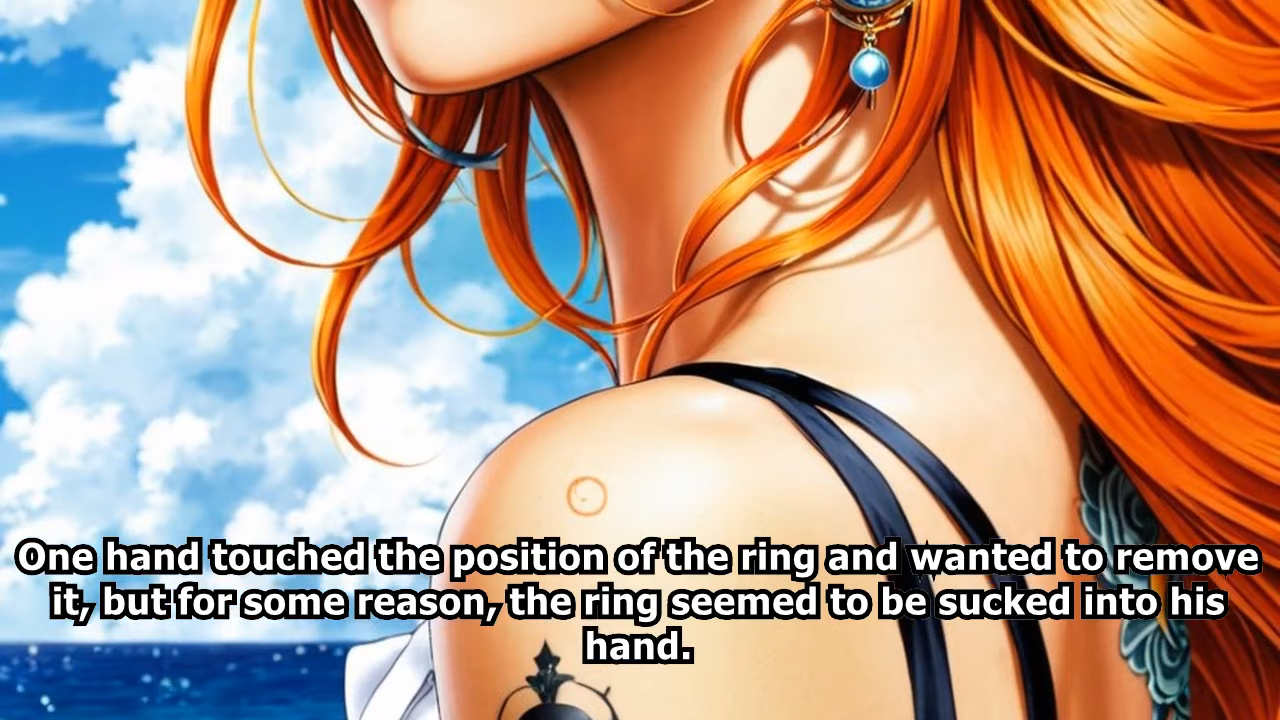 One hand touched the position of the ring and wanted to remove
it, but for some reason, the ring seemed to be sucked into his
hand.